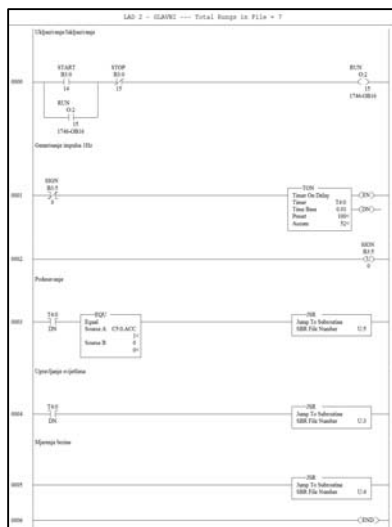 LAD 2 - GLAVNI --- Total Rungs in File = 7
Uključivanje/Isključivanje
START
B3:0
14
STOP
B3:0
15
RUN
O:2
15
1746-OB16
0000
RUN
O:2
15
1746-OB16
Generiranje impulsa 1Hz
0001
B3:5
0
TON
Timer On Delay
Timer T4:0
Time Base 0.01
Preset 100<
Accum 52<
EN
DN
0002
B3:5
0
0003
T4:0
DN
EQU
Equal
Source A C5:0.ACC
Source B
JSR
Jump To Subroutine
SBR File Number U:5
Upravljanje svjetlima
0004
T4:0
DN
JSR
Jump To Subroutine
SBR File Number U:3
Mjerenje brzine
0005
JSR
Jump To Subroutine
SBR File Number U:4
0006
END